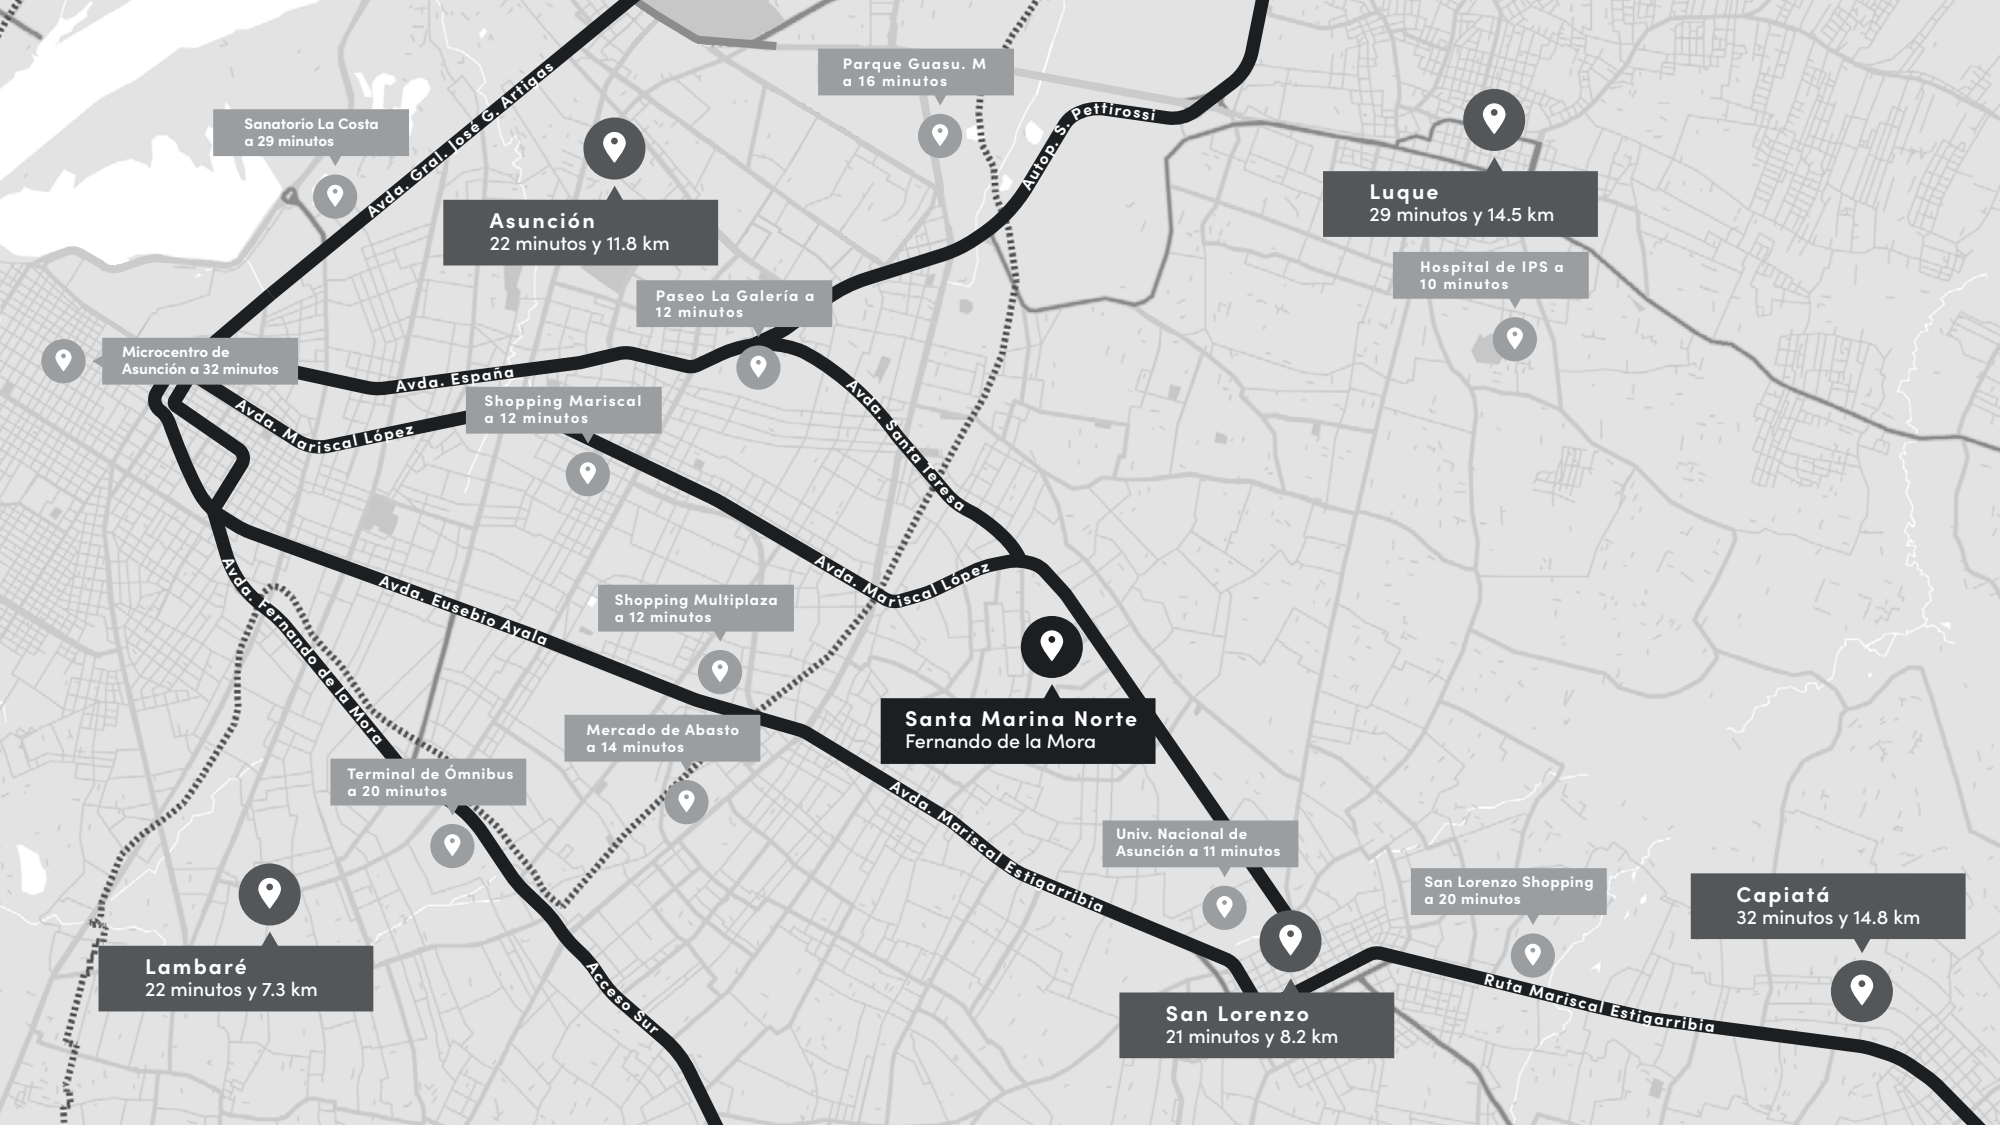 Parque Guasu. M
a 16 minutos
Avda. Gral. José G. Artigas
Sanatorio La Costa
a 29 minutos
Autop. S. Pettirossi
Luque
29 minutos y 14.5 km
Asunción
22 minutos y 11.8 km
Hospital de IPS a
10 minutos
Paseo La Galería a
12 minutos
Microcentro de
Asunción a 32 minutos
Avda. España
Shopping Mariscal
a 12 minutos
Avda. Mariscal López
Avda. Santa Teresa
Avda. Mariscal López
Avda. Fernando de la Mora
Avda. Eusebio Ayala
Shopping Multiplaza
a 12 minutos
Santa Marina Norte
Fernando de la Mora
Mercado de Abasto
a 14 minutos
Terminal de Ómnibus
a 20 minutos
Avda. Mariscal Estigarribia
Univ. Nacional de
Asunción a 11 minutos
San Lorenzo Shopping
a 20 minutos
Capiatá
32 minutos y 14.8 km
Lambaré
22 minutos y 7.3 km
Acceso Sur
San Lorenzo
21 minutos y 8.2 km
Ruta Mariscal Estigarribia